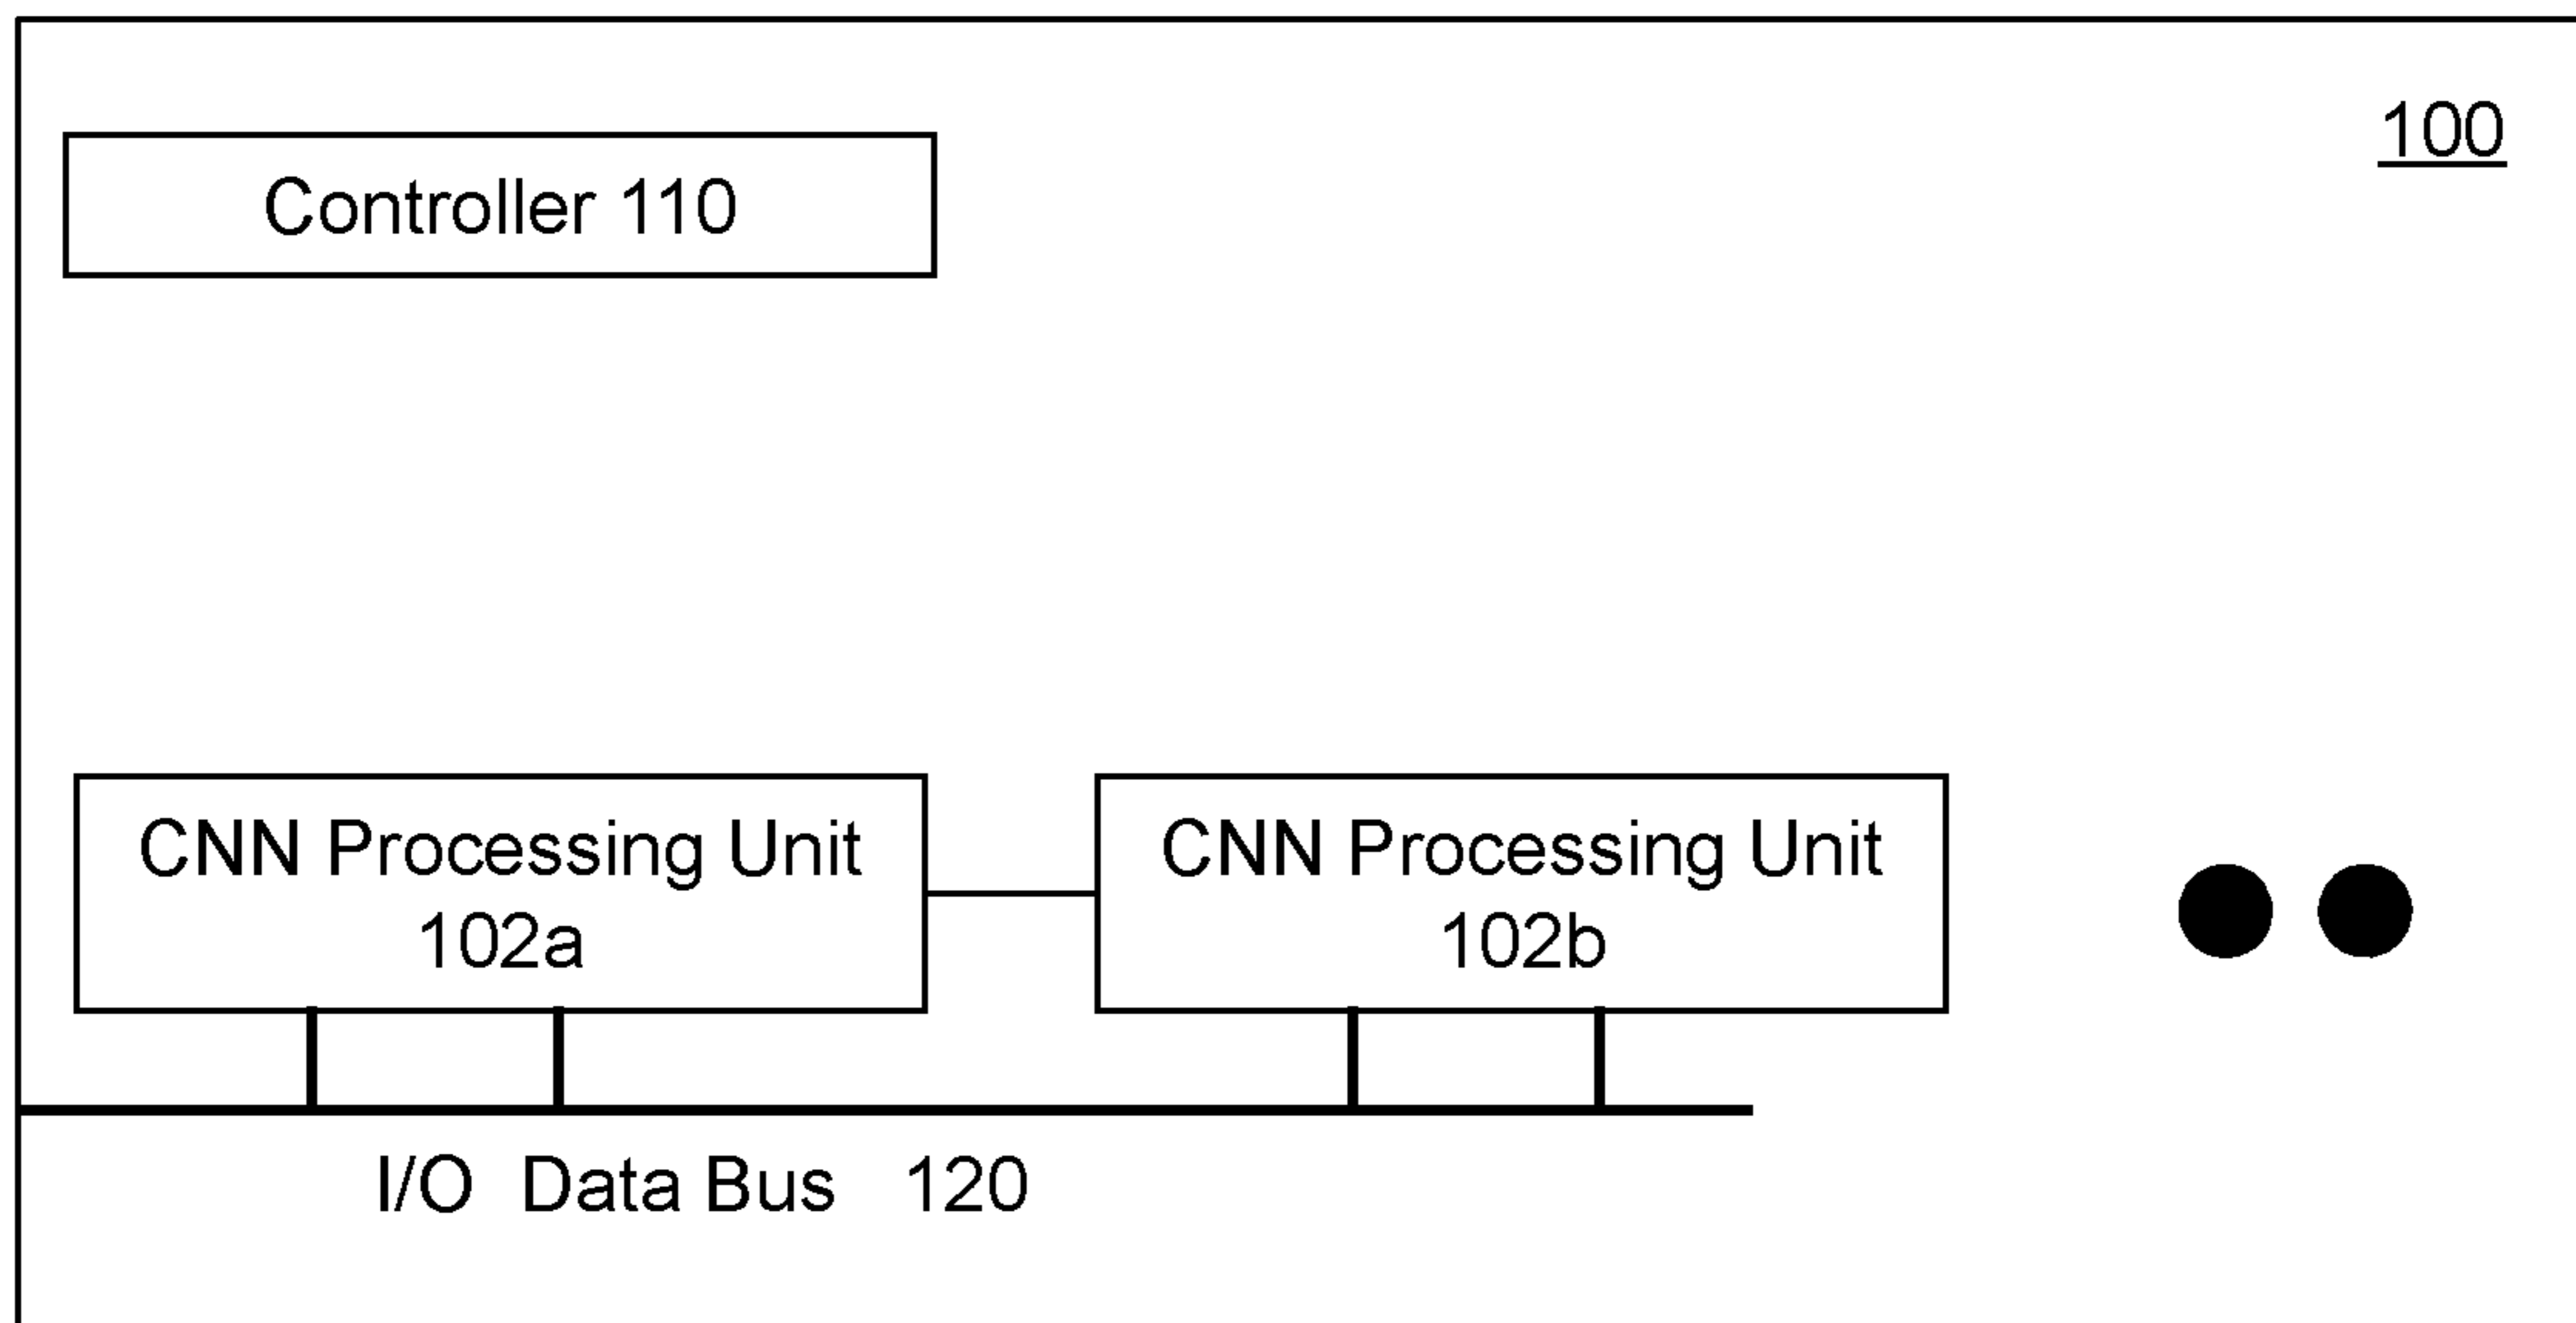 100
Controller 110
CNN Processing Unit
102a
CNN Processing Unit
102b
I/O Data Bus 120